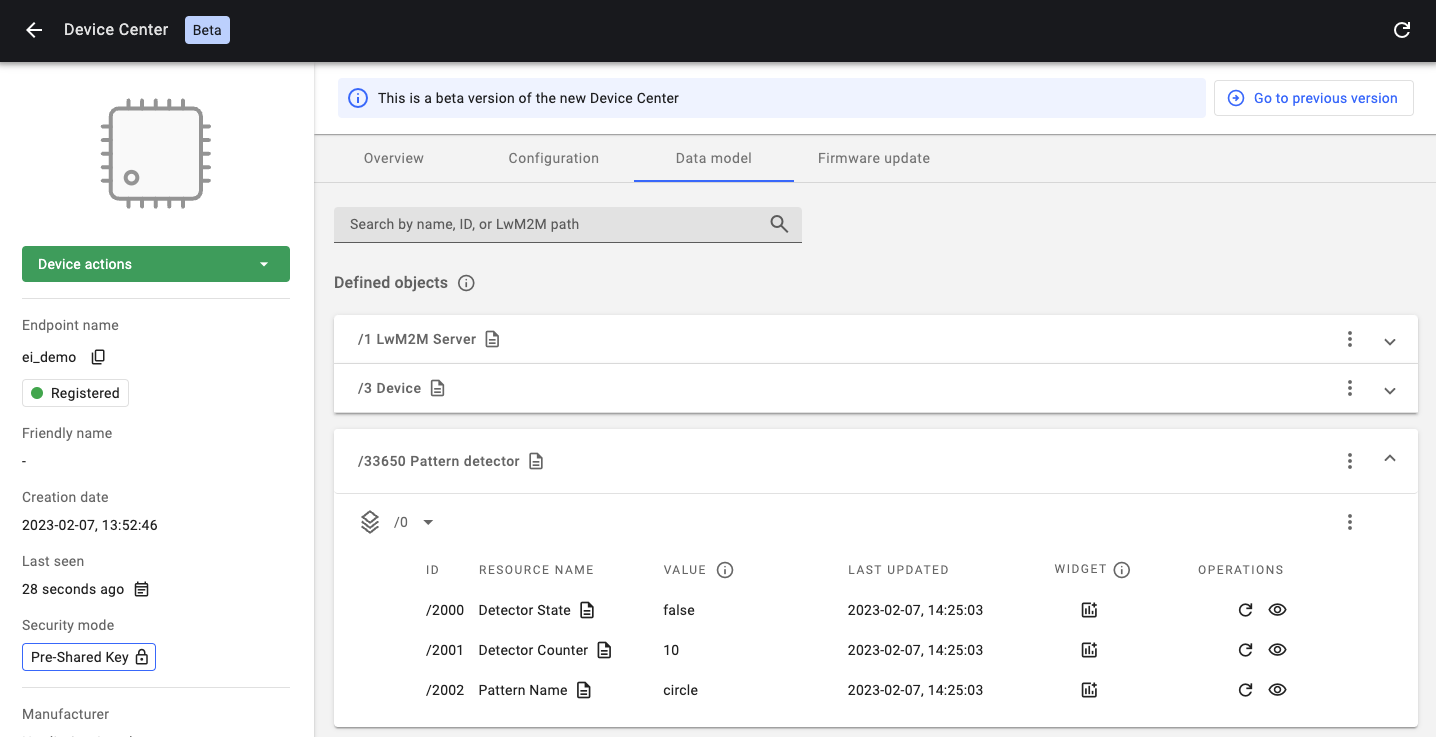 Device Center Beta
This is a beta version of the new Device Center
Go to previous version
Overview Configuration Data model Firmware update
Search by name, ID, or LwM2M path
Device actions
Endpoint name
ei_demo
Registered
Friendly name
-
Creation date
2023-02-07, 13:52:46
Last seen
28 seconds ago
Security mode
Pre-Shared Key
Manufacturer
Defined objects
/1 LwM2M Server
/3 Device
/33650 Pattern detector
/0
ID RESOURCE NAME VALUE LAST UPDATED WIDGET OPERATIONS
/2000 Detector State false 2023-02-07, 14:25:03
/2001 Detector Counter 10 2023-02-07, 14:25:03
/2002 Pattern Name circle 2023-02-07, 14:25:03